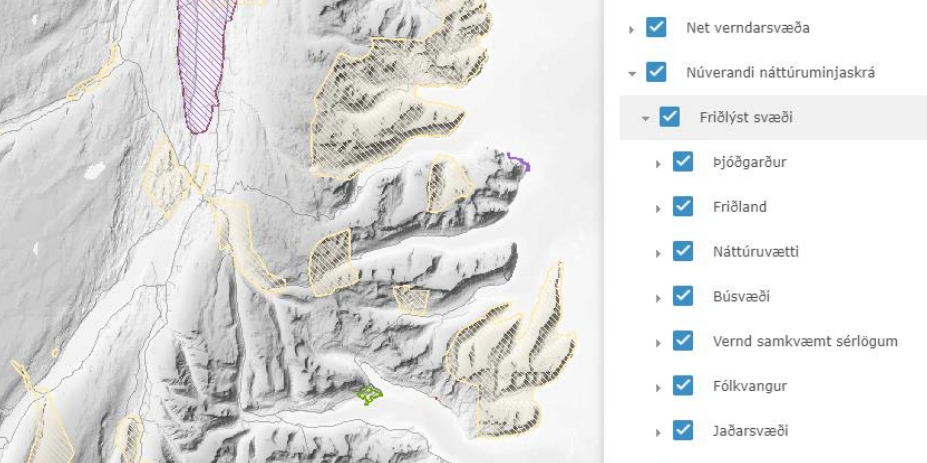 Net verndarsvæða
Núverandi náttúruminjaskrá
Friðlýst svæði
Þjóðgarður
Friðland
Náttúruvætti
Búsvæði
Vernd samkvæmt sérlögum
Fólkvangur
Jaðarsvæði